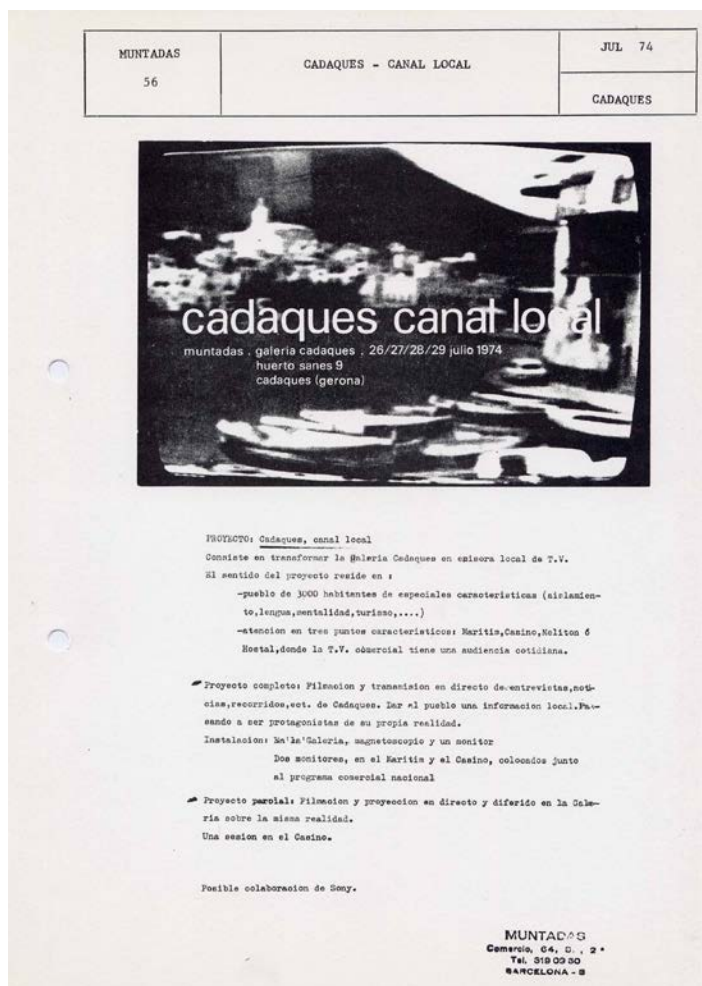 MUNTADAS
56
CADAQUES - CANAL LOCAL
JUL 74
CADAQUES
cadaques canal local
muntadas . galeria cadaques . 26/27/28/29 julio 1974
huerto sanes 9
cadaques (gerona)
PROYECTO: Cadaques, canal local
Consiste en transformar la galeria Cadaques en emisora local de T.V.
El sentido del proyecto reside en :
-pueblo de 3000 habitantes de especiales caracteristicas (aislamien-
to,lengua,mentalidad,turismo,....)
-atencion en tres puntos caracteristicos: Maritim,Casino,Meliton ó
Hostal,donde la T.V. comercial tiene una audiencia cotidiana.
Proyecto completo: Filmacion y transmision en directo de entrevistas,noti-
cias,recorridos,ect. de Cadaques. Dar al pueblo una informacion local.Pa-
sando a ser protagonistas de su propia realidad.
Instalacion: En la Galeria, magnetoscopio y un monitor
Dos monitores, en el Maritim y el Casino, colocados junto
al programa comercial nacional
Proyecto parcial: Filmacion y proyeccion en directo y diferido en la Gale-
ria sobre la misma realidad.
Una sesion en el Casino.
Posible colaboracion de Sony.
MUNTADAS
Comercio, 64, , 2
Tel. 319 00 30
BARCELONA - 3